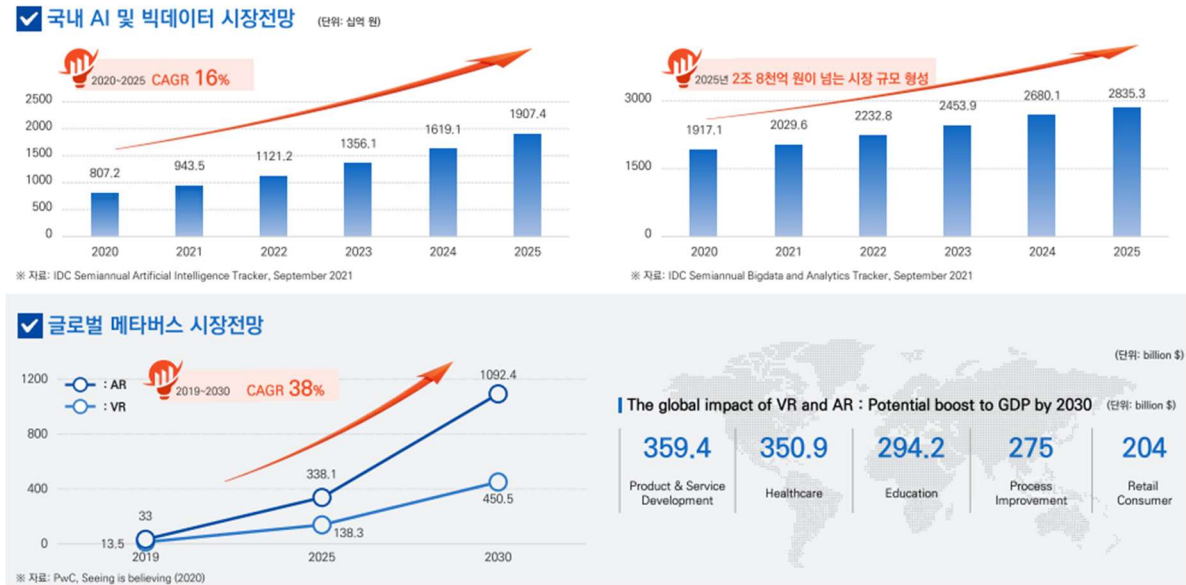 국내 AI 및 빅데이터 시장전망 (단위: 십억 원)
2020~2025 CAGR 16%
2500
2000
1500
1000
500
0
807.2
943.5
1121.2
1356.1
1619.1
1907.4
2020 2021 2022 2023 2024 2025
※ 자료: IDC Semiannual Artificial Intelligence Tracker, September 2021
2025년 2조 8천억 원이 넘는 시장 규모 형성
3000
1500
0
1917.1
2029.6
2232.8
2453.9
2680.1
2835.3
2020 2021 2022 2023 2024 2025
※ 자료: IDC Semiannual Bigdata and Analytics Tracker, September 2021
글로벌 메타버스 시장전망
: AR
: VR
2019~2030 CAGR 38%
1200
800
400
0
33
13.5
338.1
138.3
1092.4
450.5
2019 2025 2030
※ 자료: PwC, Seeing is believing (2020)
(단위: billion $)
The global impact of VR and AR : Potential boost to GDP by 2030 (단위: billion $)
359.4
Product & Service
Development
350.9
Healthcare
294.2
Education
275
Process
Improvement
204
Retail
Consumer